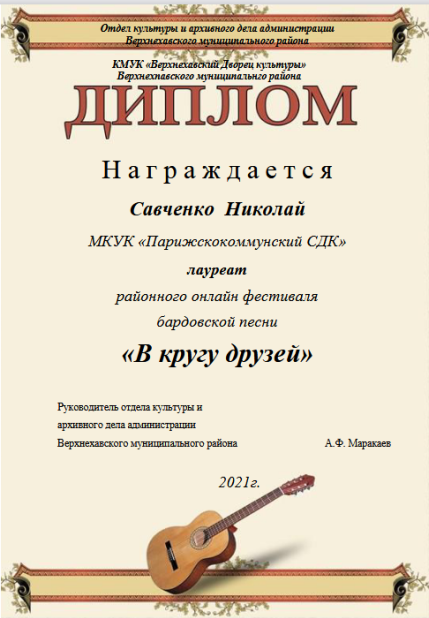 Отдел культуры и архивного дела администрации
Верхнехавского муниципального района
КМУК «Верхнехавский Дворец культуры»
Верхнехавского муниципального района
ДИПЛОМ
Награждается
Савченко Николай
МКУК «Парижскокоммунский СДК»
лауреат
районного онлайн фестиваля
бардовской песни
«В кругу друзей»
Руководитель отдела культуры и
архивного дела администрации
Верхнехавского муниципального района А.Ф. Маракаев
2021г.